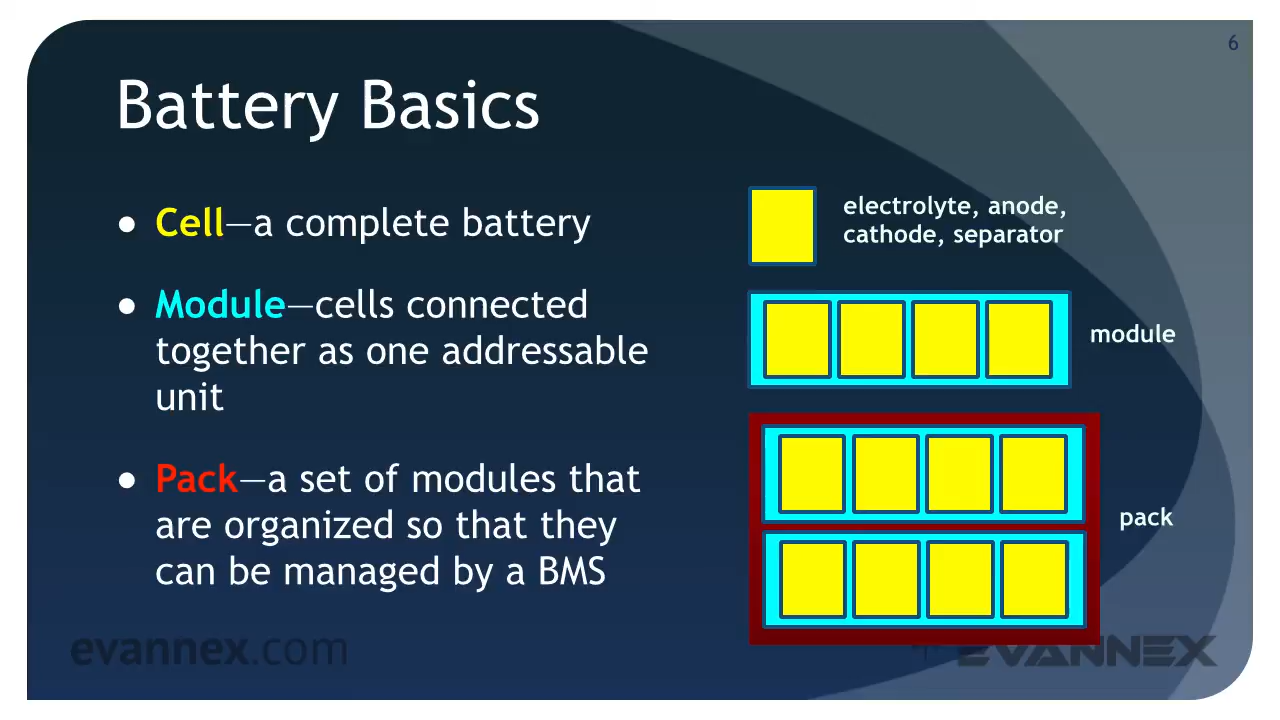 6
Battery Basics
● Cell—a complete battery
● Module—cells connected
together as one addressable
unit
● Pack—a set of modules that
are organized so that they
can be managed by a BMS
electrolyte, anode,
cathode, separator
module
pack
evannex.com
EVANNEX